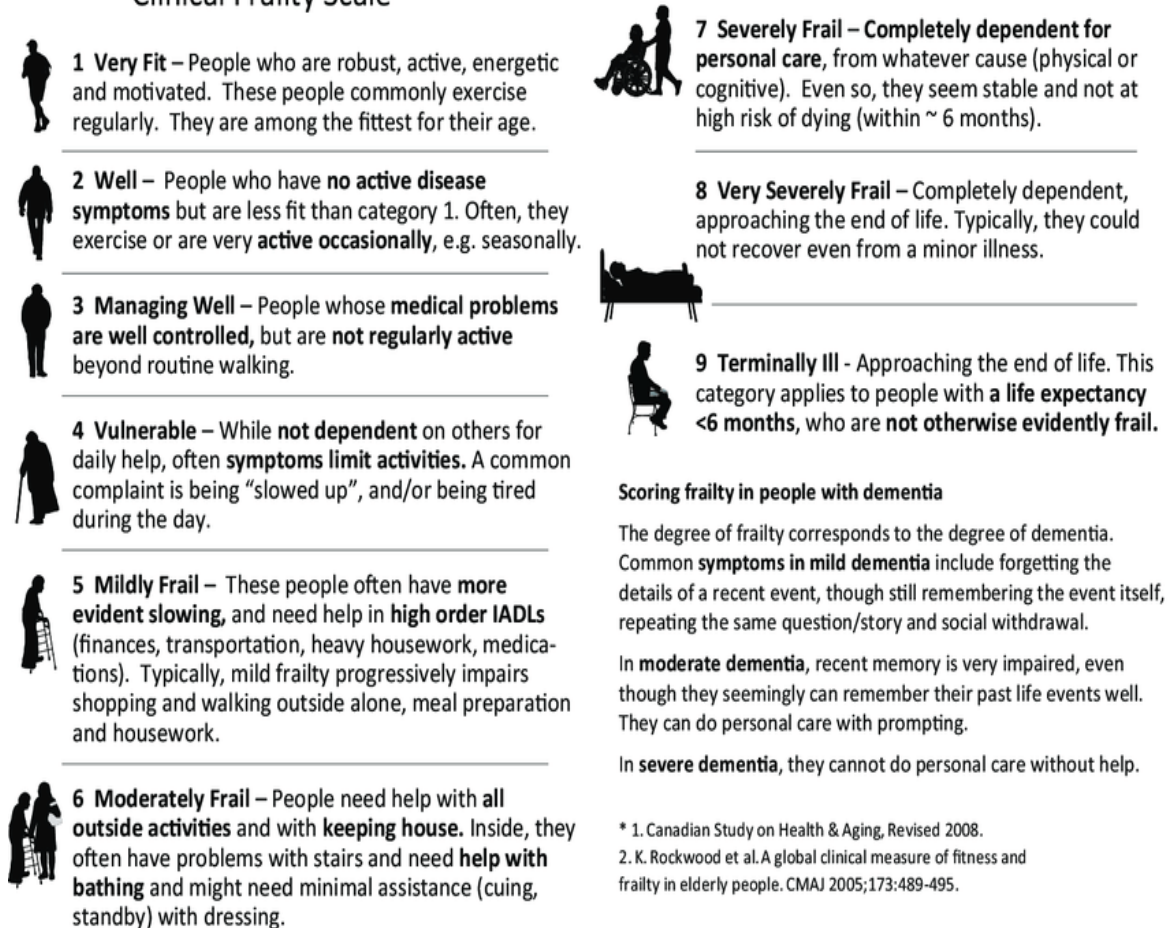 Clinical Frailty Scale
1 Very Fit – People who are robust, active, energetic
and motivated. These people commonly exercise
regularly. They are among the fittest for their age.
2 Well – People who have no active disease
symptoms but are less fit than category 1. Often, they
exercise or are very active occasionally, e.g. seasonally.
3 Managing Well – People whose medical problems
are well controlled, but are not regularly active
beyond routine walking.
4 Vulnerable – While not dependent on others for
daily help, often symptoms limit activities. A common
complaint is being “slowed up”, and/or being tired
during the day.
5 Mildly Frail – These people often have more
evident slowing, and need help in high order IADLs
(finances, transportation, heavy housework, medica-
tions). Typically, mild frailty progressively impairs
shopping and walking outside alone, meal preparation
and housework.
6 Moderately Frail – People need help with all
outside activities and with keeping house. Inside, they
often have problems with stairs and need help with
bathing and might need minimal assistance (cuing,
standby) with dressing.
7 Severely Frail – Completely dependent for
personal care, from whatever cause (physical or
cognitive). Even so, they seem stable and not at
high risk of dying (within ~ 6 months).
8 Very Severely Frail – Completely dependent,
approaching the end of life. Typically, they could
not recover even from a minor illness.
9 Terminally Ill - Approaching the end of life. This
category applies to people with a life expectancy
<6 months, who are not otherwise evidently frail.
Scoring frailty in people with dementia
The degree of frailty corresponds to the degree of dementia.
Common symptoms in mild dementia include forgetting the
details of a recent event, though still remembering the event itself,
repeating the same question/story and social withdrawal.
In moderate dementia, recent memory is very impaired, even
though they seemingly can remember their past life events well.
They can do personal care with prompting.
In severe dementia, they cannot do personal care without help.
* 1. Canadian Study on Health & Aging, Revised 2008.
2. K. Rockwood et al. A global clinical measure of fitness and
frailty in elderly people. CMAJ 2005;173:489-495.